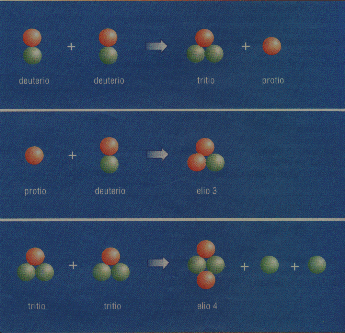 + +
deuterio deuterio tritio protio
+
protio deuterio elio 3
+ + +
tritio tritio elio 4